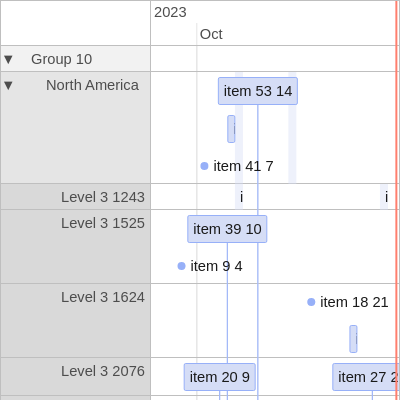 2023
Oct
▼ Group 10
▼ North America
item 53 14
item 41 7
Level 3 1243
i
i
Level 3 1525
item 39 10
item 9 4
Level 3 1624
item 18 21
Level 3 2076
item 20 9
item 27 2